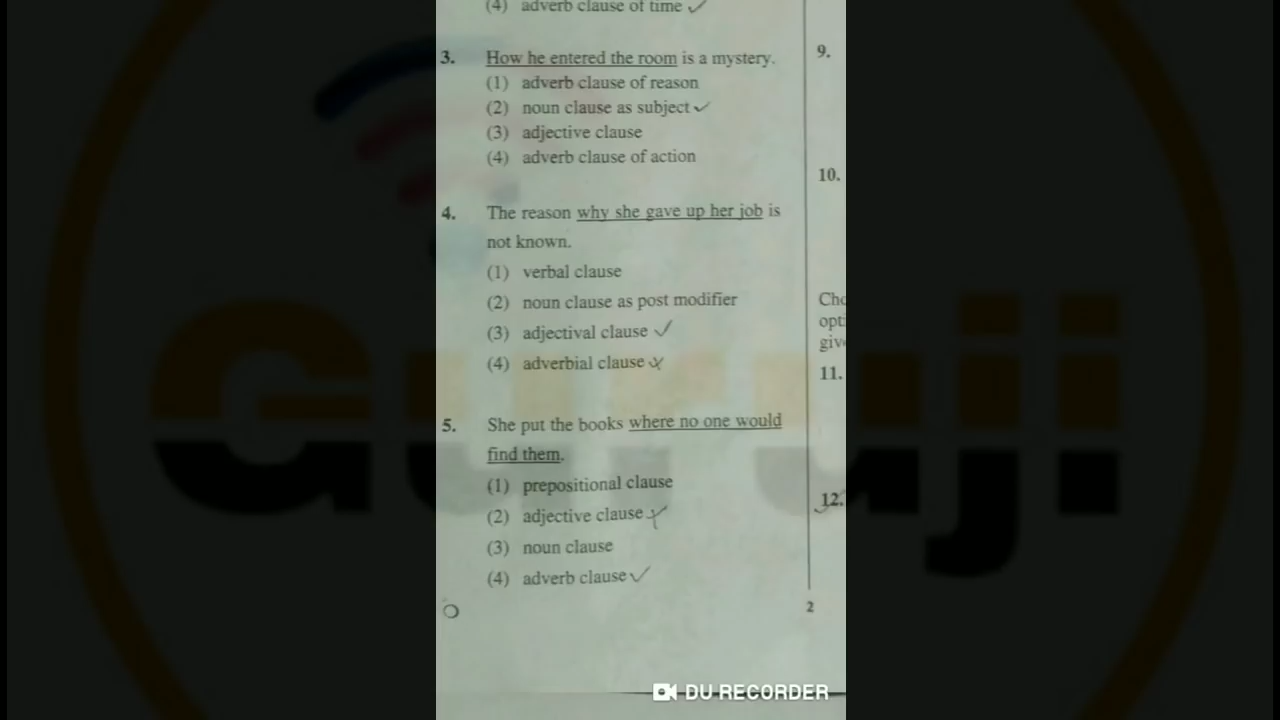 (4) adverb clause of time ✓
3. How he entered the room is a mystery.
(1) adverb clause of reason
(2) noun clause as subject ✓
(3) adjective clause
(4) adverb clause of action
4. The reason why she gave up her job is
not known.
(1) verbal clause
(2) noun clause as post modifier
(3) adjectival clause ✓
(4) adverbial clause ✗
5. She put the books where no one would
find them.
(1) prepositional clause
(2) adjective clause ✗
(3) noun clause
(4) adverb clause ✓
9.
10.
11.
12.
2
Guruji
DU RECORDER